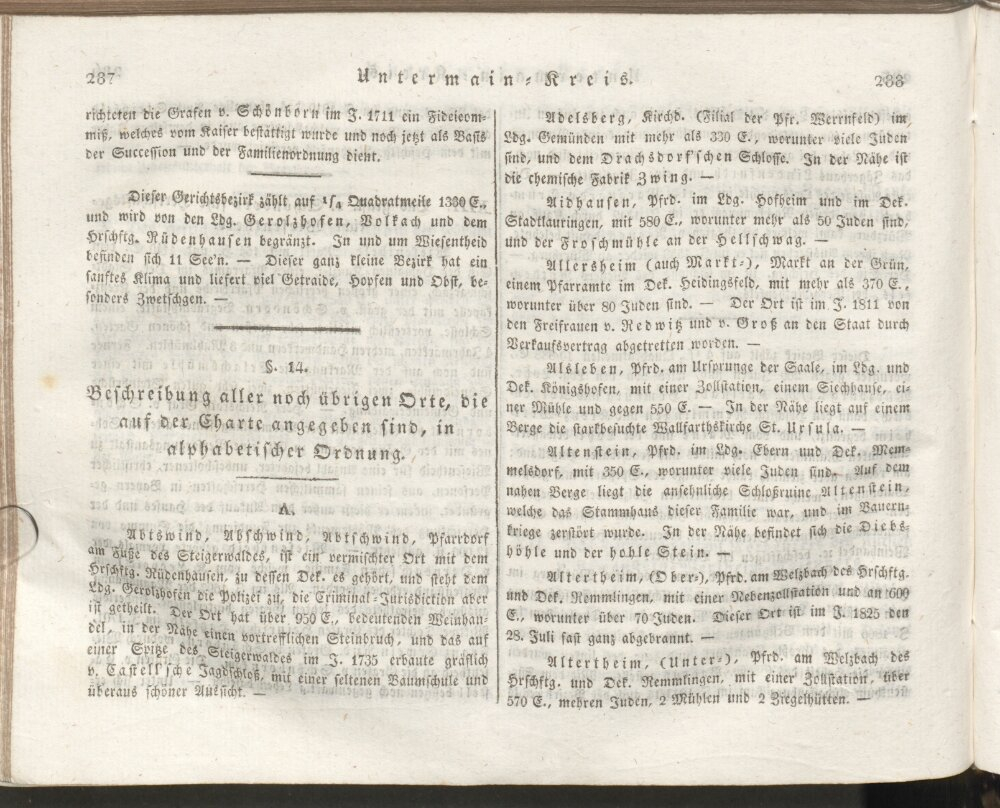 287
Untermain-Kreis.
288
richteten die Grafen v. Schönborn im J. 1711 ein Fideicom-
miß, welches vom Kaiser bestättigt wurde und noch jetzt als Basis
der Succession und der Familienordnung dient.
Dieser Gerichtsbezirk zählt auf 1/4 Quadratmeile 1380 E.,
und wird von den Ldg. Gerolzhofen, Volkach und dem
Hrschftg. Rüdenhausen begränzt. In und um Wiesentheid
befinden sich 11 See'n. — Dieser ganz kleine Bezirk hat ein
sanftes Klima und liefert viel Getraide, Hopfen und Obst, be-
sonders Zwetschgen. —
§. 14.
Beschreibung aller noch übrigen Orte, die
auf der Charte angegeben sind, in
alphabetischer Ordnung.
A.
Abtswind, Abschwind, Abtschwind, Pfarrdorf
am Fuße des Steigerwaldes, ist ein vermischter Ort mit dem
Hrschftg. Rüdenhausen, zu dessen Dek. es gehört, und steht dem
Ldg. Gerolzhofen die Polizei zu, die Criminal-Jurisdiction aber
ist getheilt. Der Ort hat über 950 E., bedeutenden Weinhan-
del, in der Nähe einen vortrefflichen Steinbruch, und das auf
einer Spitze des Steigerwaldes im J. 1735 erbaute gräflich
v. Castell'sche Jagdschloß, mit einer seltenen Baumschule und
überaus schöner Aussicht. —
Adelsberg, Kirchd. (Filial der Pfr. Wernfeld) im
Ldg. Gemünden mit mehr als 330 E., worunter viele Juden
sind, und dem Drachsdorf'schen Schlosse. In der Nähe ist
die chemische Fabrik Zwing. —
Aidhausen, Pfrd. im Ldg. Hofheim und im Dek.
Stadtlauringen, mit 580 E., worunter mehr als 50 Juden sind,
und der Froschmühle an der Hellschwag. —
Allersheim (auch Markt-), Markt an der Grün,
einem Pfarramte im Dek. Heidingsfeld, mit mehr als 370 E.,
worunter über 80 Juden sind. — Der Ort ist im J. 1811 von
den Freifrauen v. Redwitz und v. Groß an den Staat durch
Verkaufsvertrag abgetretten worden. —
Alsleben, Pfrd. am Ursprunge der Saale, im Ldg. und
Dek. Königshofen, mit einer Zollstation, einem Siechhause, ei-
ner Mühle und gegen 550 E. — In der Nähe liegt auf einem
Berge die starkbesuchte Wallfarthskirche St. Ursula. —
Altenstein, Pfrd. im Ldg. Ebern und Dek. Mem-
melsdorf, mit 350 E., worunter viele Juden sind. Auf dem
nahen Berge liegt die ansehnliche Schloßruine Altenstein,
welche das Stammhaus dieser Familie war, und im Bauern-
kriege zerstört wurde. In der Nähe befindet sich die Diebs-
höhle und der hohle Stein. —
Altertheim, (Ober-), Pfrd. am Welzbach des Hrschftg.
und Dek. Remmlingen, mit einer Nebenzollstation und an 600
E., worunter über 70 Juden. Dieser Ort ist im J. 1825 den
28. Juli fast ganz abgebrannt. —
Altertheim, (Unter-), Pfrd. am Welzbach des
Hrschftg. und Dek. Remmlingen, mit einer Zollstation, über
570 E., mehren Juden, 2 Mühlen und 2 Ziegelhütten. —